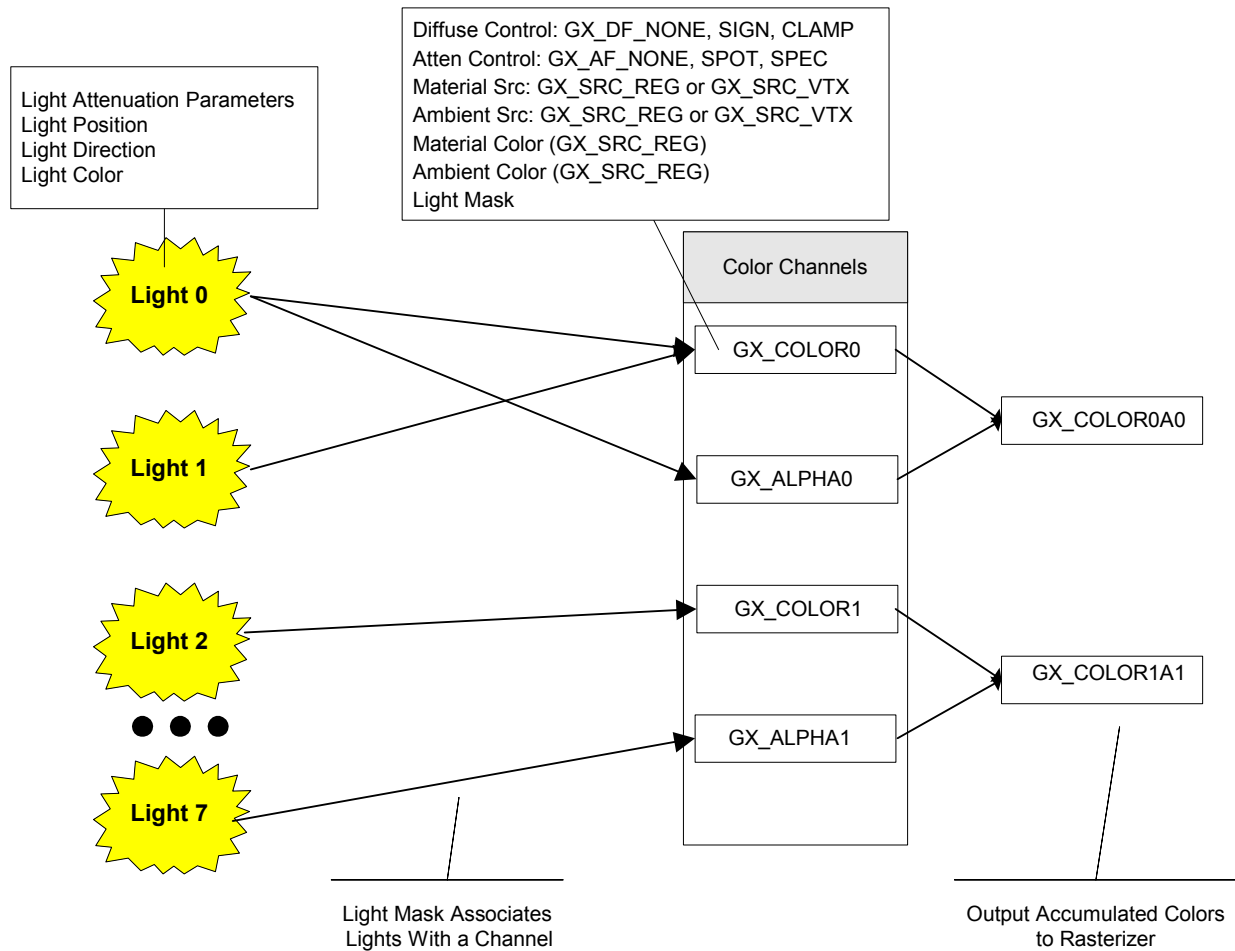 Diffuse Control: GX_DF_NONE, SIGN, CLAMP
Atten Control: GX_AF_NONE, SPOT, SPEC
Material Src: GX_SRC_REG or GX_SRC_VTX
Ambient Src: GX_SRC_REG or GX_SRC_VTX
Material Color (GX_SRC_REG)
Ambient Color (GX_SRC_REG)
Light Mask
Light Attenuation Parameters
Light Position
Light Direction
Light Color
Color Channels
Light 0
GX_COLOR0
GX_COLOR0A0
Light 1
GX_ALPHA0
Light 2
GX_COLOR1
GX_COLOR1A1
GX_ALPHA1
Light 7
Light Mask Associates
Lights With a Channel
Output Accumulated Colors
to Rasterizer